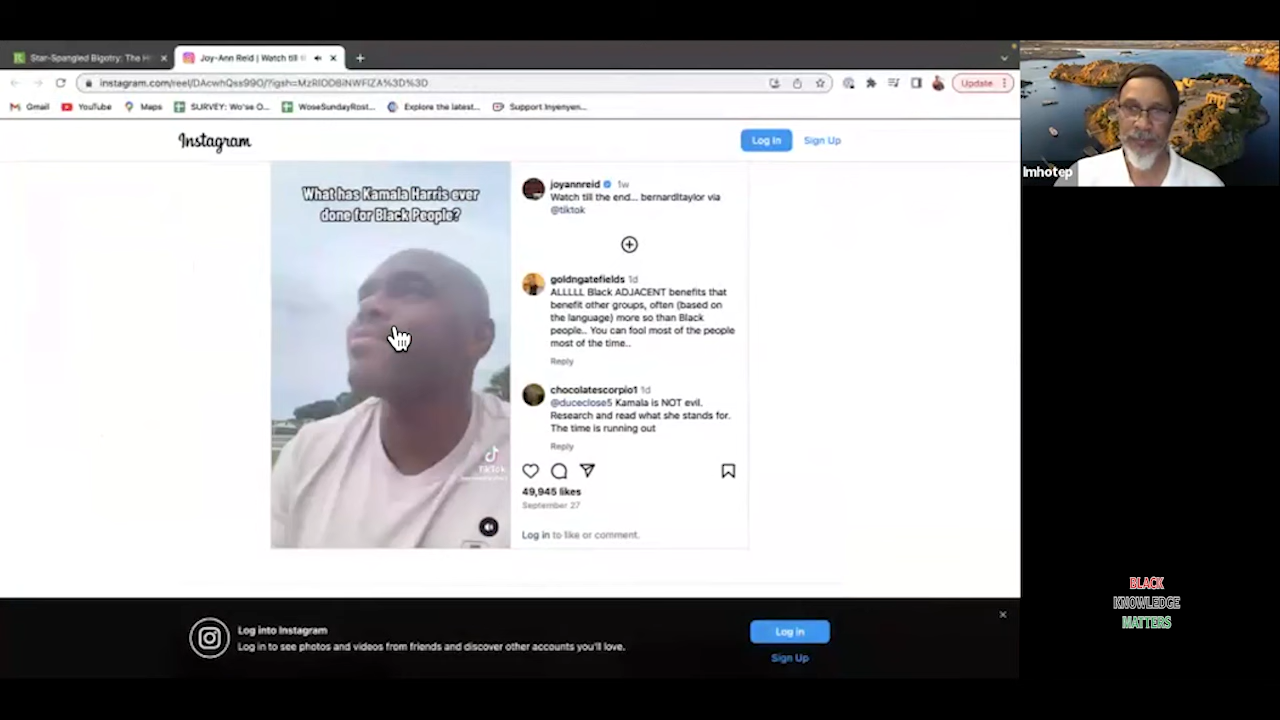 Star-Spangled Bigotry: The H
Joy-Ann Reid | Watch till t
instagram.com/reel/DAcwhQss99O/?igsh=MzRlODBiNWFlZA%3D%3D
Update
Gmail
YouTube
Maps
SURVEY: Wo'se O...
WoseSundayRost...
Explore the latest...
Support Inyenyen...
Imhotep
Instagram
Log In
Sign Up
What has Kamala Harris ever
done for Black People?
joyannreid 1w
Watch till the end... bernardltaylor via
@tiktok
goldngatefields 1d
ALLLLL Black ADJACENT benefits that
benefit other groups, often (based on
the language) more so than Black
people.. You can fool most of the people
most of the time..
Reply
chocolatescorpio1 1d
@duceclose5 Kamala is NOT evil.
Research and read what she stands for.
The time is running out
Reply
TikTok
49,945 likes
September 27
Log in to like or comment.
BLACK
KNOWLEDGE
MATTERS
Log into Instagram
Log in to see photos and videos from friends and discover other accounts you'll love.
Log In
Sign Up